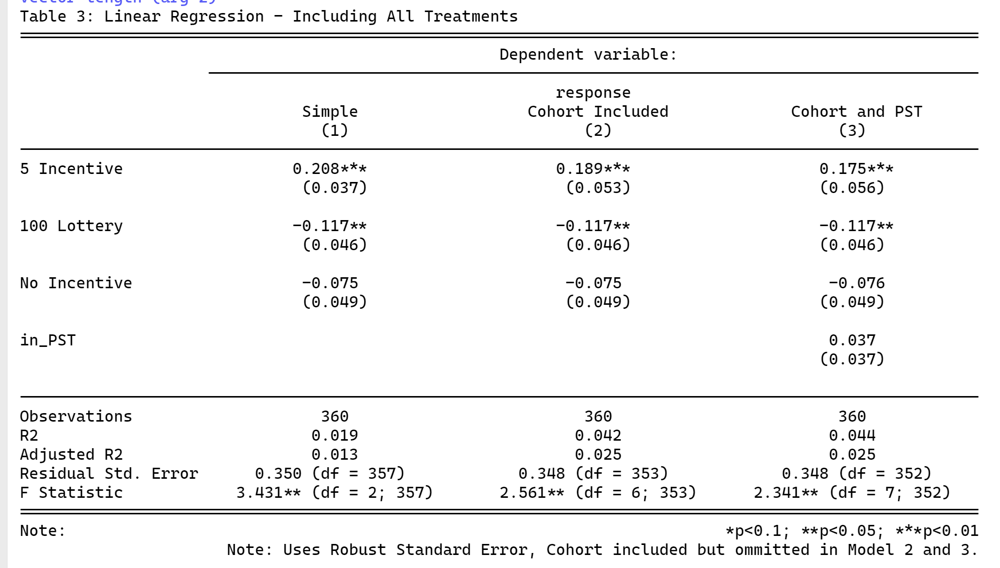 vector length (arg 2)
Table 3: Linear Regression - Including All Treatments
Dependent variable:
response
Simple Cohort Included Cohort and PST
(1) (2) (3)
5 Incentive 0.208*** 0.189*** 0.175***
(0.037) (0.053) (0.056)
100 Lottery -0.117** -0.117** -0.117**
(0.046) (0.046) (0.046)
No Incentive -0.075 -0.075 -0.076
(0.049) (0.049) (0.049)
in_PST 0.037
(0.037)
Observations 360 360 360
R2 0.019 0.042 0.044
Adjusted R2 0.013 0.025 0.025
Residual Std. Error 0.350 (df = 357) 0.348 (df = 353) 0.348 (df = 352)
F Statistic 3.431** (df = 2; 357) 2.561** (df = 6; 353) 2.341** (df = 7; 352)
Note: *p<0.1; **p<0.05; ***p<0.01
Note: Uses Robust Standard Error, Cohort included but ommitted in Model 2 and 3.